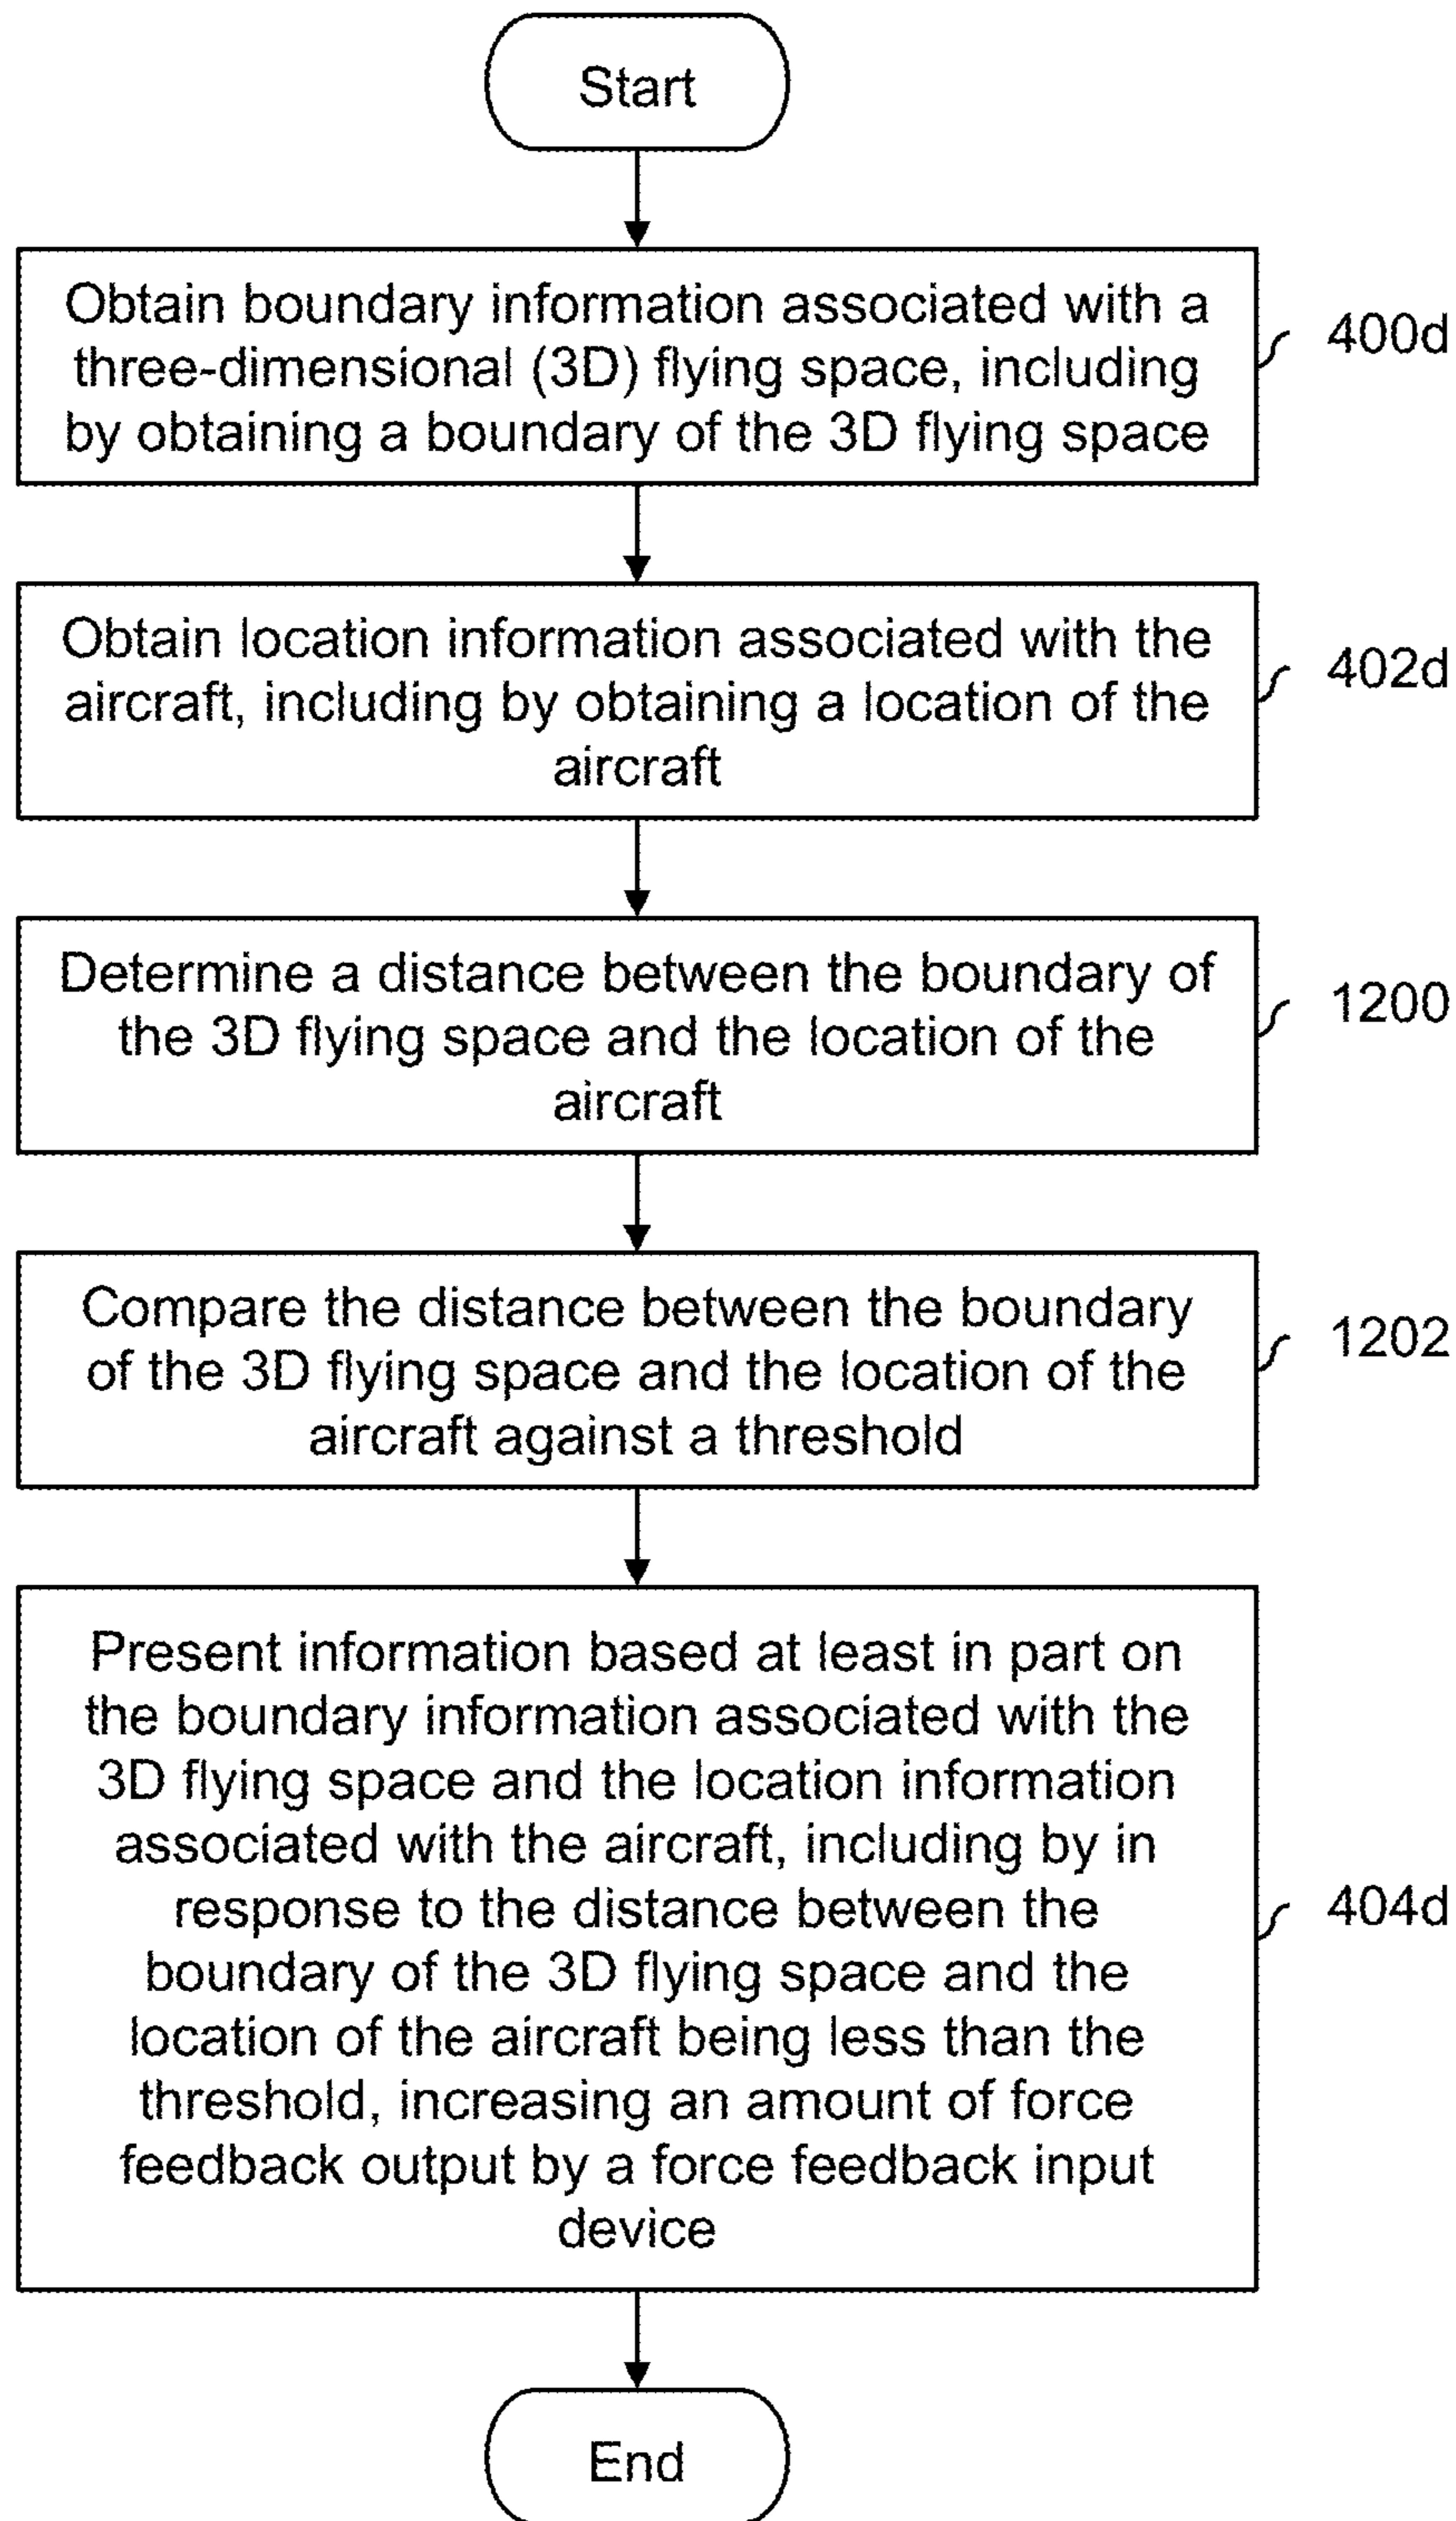 Start
Obtain boundary information associated with a
three-dimensional (3D) flying space, including
by obtaining a boundary of the 3D flying space
400d
Obtain location information associated with the
aircraft, including by obtaining a location of the
aircraft
402d
Determine a distance between the boundary of
the 3D flying space and the location of the
aircraft
1200
Compare the distance between the boundary
of the 3D flying space and the location of the
aircraft against a threshold
1202
Present information based at least in part on
the boundary information associated with the
3D flying space and the location information
associated with the aircraft, including by in
response to the distance between the
boundary of the 3D flying space and the
location of the aircraft being less than the
threshold, increasing an amount of force
feedback output by a force feedback input
device
404d
End